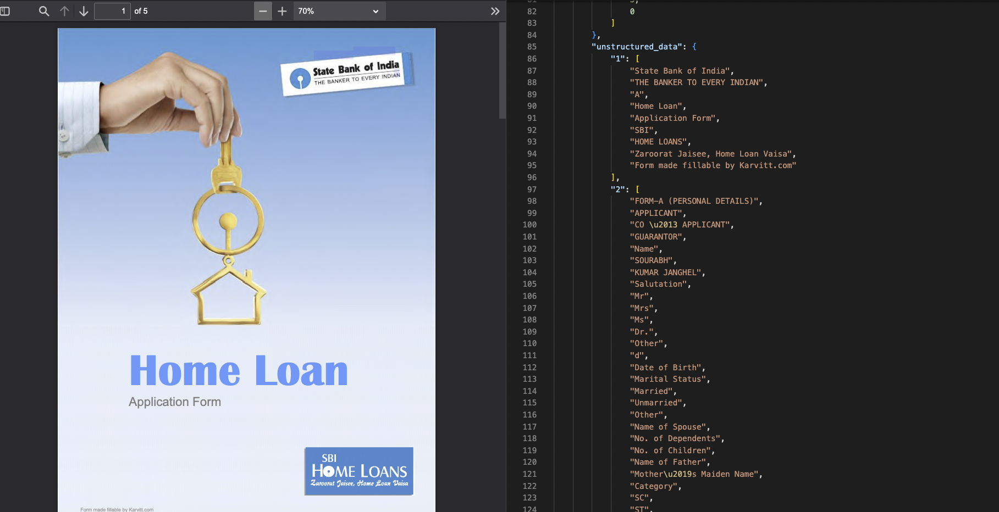 1 of 5
70%
State Bank of India
THE BANKER TO EVERY INDIAN
Home Loan
Application Form
SBI
HOME LOANS
Zaroorat Jaisee, Home Loan Vaisa
Form made fillable by Karvitt.com
82 0
83 ]
84 },
85 "unstructured_data": {
86 "1": [
87 "State Bank of India",
88 "THE BANKER TO EVERY INDIAN",
89 "A",
90 "Home Loan",
91 "Application Form",
92 "SBI",
93 "HOME LOANS",
94 "Zaroorat Jaisee, Home Loan Vaisa",
95 "Form made fillable by Karvitt.com"
96 ],
97 "2": [
98 "FORM-A (PERSONAL DETAILS)",
99 "APPLICANT",
100 "CO \u2013 APPLICANT",
101 "GUARANTOR",
102 "Name",
103 "SOURABH",
104 "KUMAR JANGHEL",
105 "Salutation",
106 "Mr",
107 "Mrs",
108 "Ms",
109 "Dr.",
110 "Other",
111 "d",
112 "Date of Birth",
113 "Marital Status",
114 "Married",
115 "Unmarried",
116 "Other",
117 "Name of Spouse",
118 "No. of Dependents",
119 "No. of Children",
120 "Name of Father",
121 "Mother\u2019s Maiden Name",
122 "Category",
123 "SC",
124 "ST",